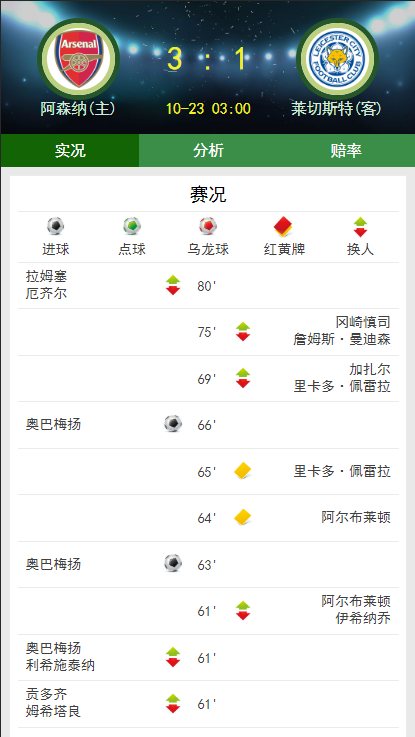 Arsenal
LEICESTER CITY
FOOTBALL CLUB
3 : 1
阿森纳(主)
10-23 03:00
莱切斯特(客)
实况
分析
赔率
赛况
进球
点球
乌龙球
红黄牌
换人
拉姆塞
厄齐尔
80'
75'
冈崎慎司
詹姆斯·曼迪森
69'
加扎尔
里卡多·佩雷拉
奥巴梅扬
66'
65'
里卡多·佩雷拉
64'
阿尔布莱顿
奥巴梅扬
63'
61'
阿尔布莱顿
伊希纳乔
奥巴梅扬
利希施泰纳
61'
贡多齐
姆希塔良
61'